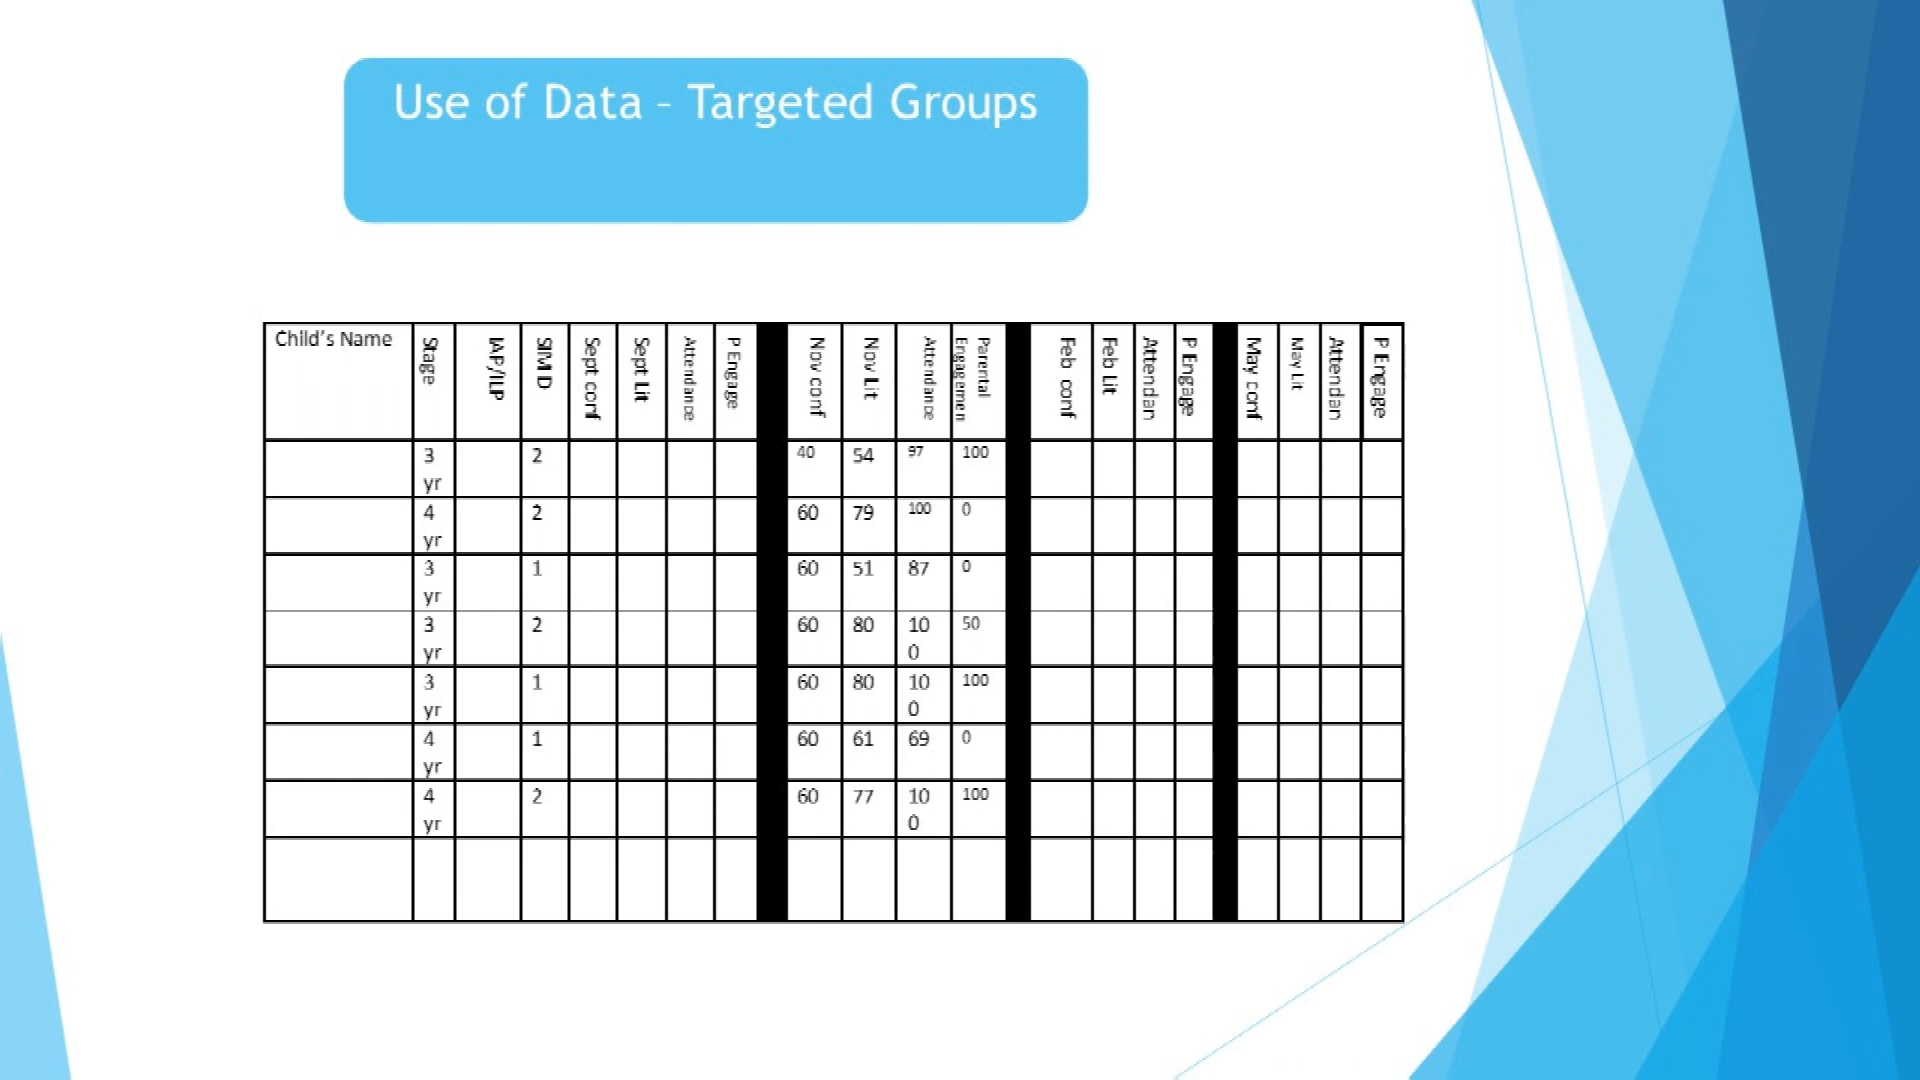 Use of Data – Targeted Groups
Child's Name Stage IAP/ILP SIMD Sept conf Sept Lit Attendance P Engage Nov conf Nov Lit Attendance Parental Engagemen Feb conf Feb Lit Attendan P Engage May conf May Lit Attendan P Engage
3 yr 2 40 54 97 100
4 yr 2 60 79 100 0
3 yr 1 60 51 87 0
3 yr 2 60 80 100 50
3 yr 1 60 80 100 100
4 yr 1 60 61 69 0
4 yr 2 60 77 100 100